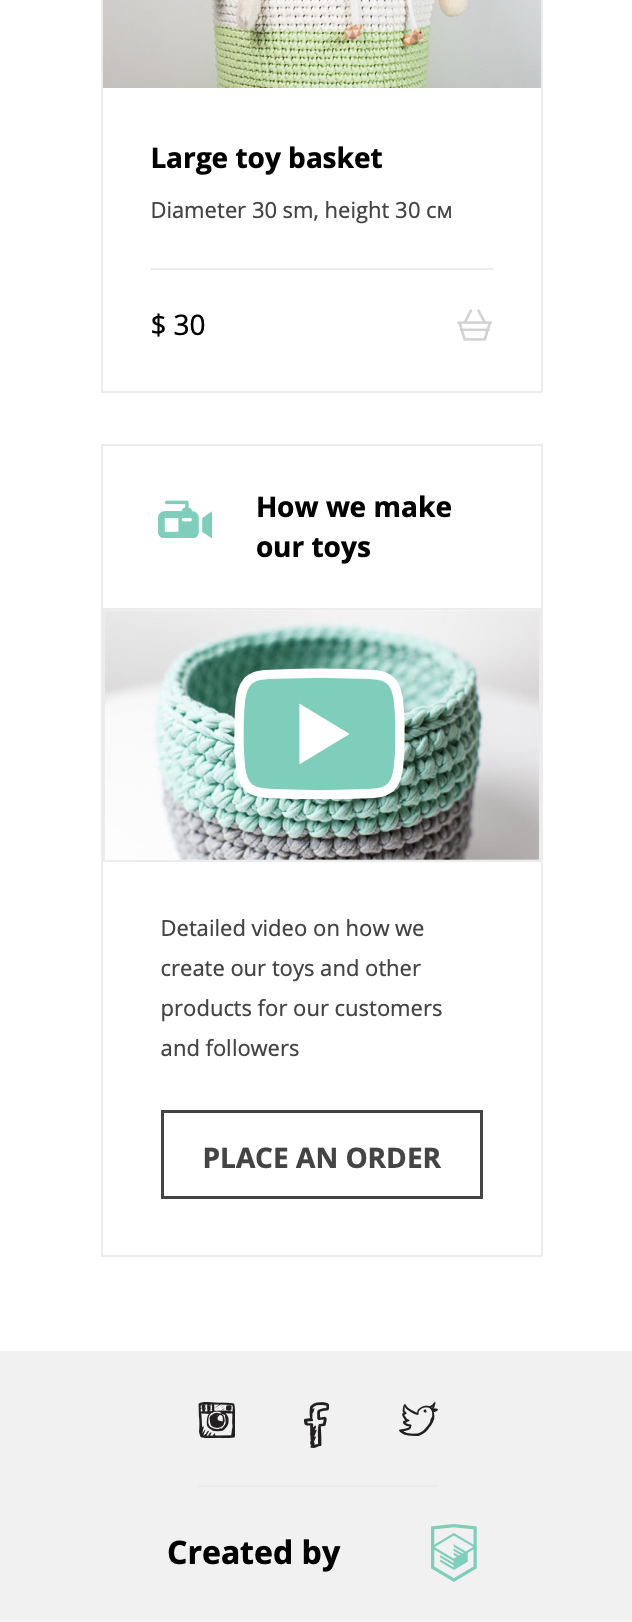 Large toy basket
Diameter 30 sm, height 30 см
$ 30
How we make
our toys
Detailed video on how we
create our toys and other
products for our customers
and followers
PLACE AN ORDER
Created by